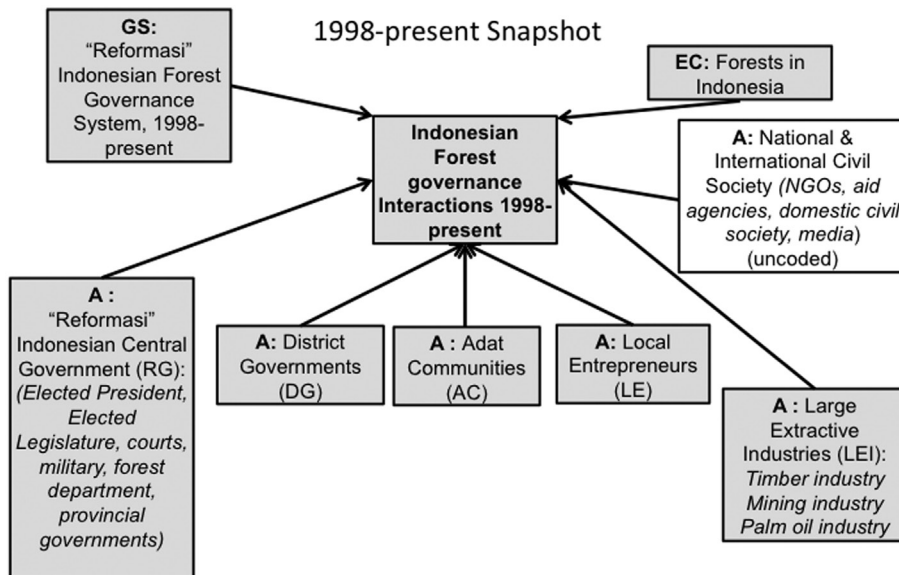 1998-present Snapshot
GS:
“Reformasi”
Indonesian Forest
Governance
System, 1998-
present
EC: Forests in
Indonesia
Indonesian
Forest
governance
Interactions 1998-
present
A: National &
International Civil
Society (NGOs, aid
agencies, domestic civil
society, media)
(uncoded)
A :
“Reformasi”
Indonesian Central
Government (RG):
(Elected President,
Elected
Legislature, courts,
military, forest
department,
provincial
governments)
A: District
Governments
(DG)
A : Adat
Communities
(AC)
A: Local
Entrepreneurs
(LE)
A : Large
Extractive
Industries (LEI):
Timber industry
Mining industry
Palm oil industry